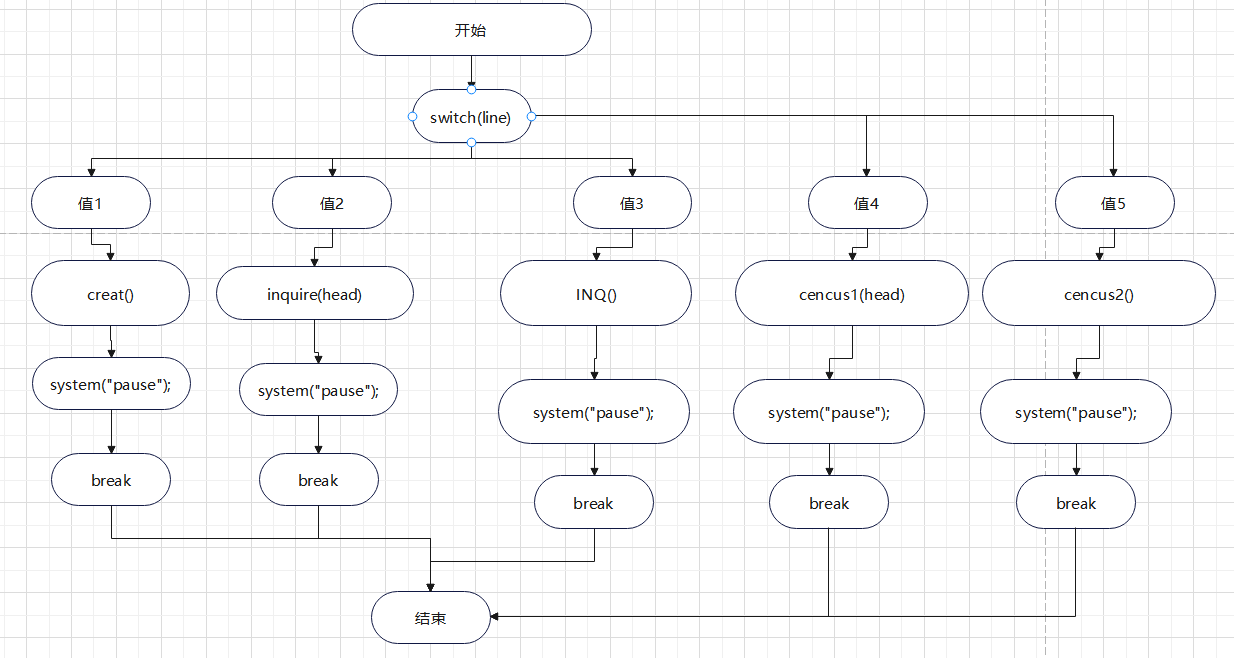 开始
switch(line)
值1
值2
值3
值4
值5
creat()
inquire(head)
INQ()
cencus1(head)
cencus2()
system("pause");
system("pause");
system("pause");
system("pause");
system("pause");
break
break
break
break
break
结束